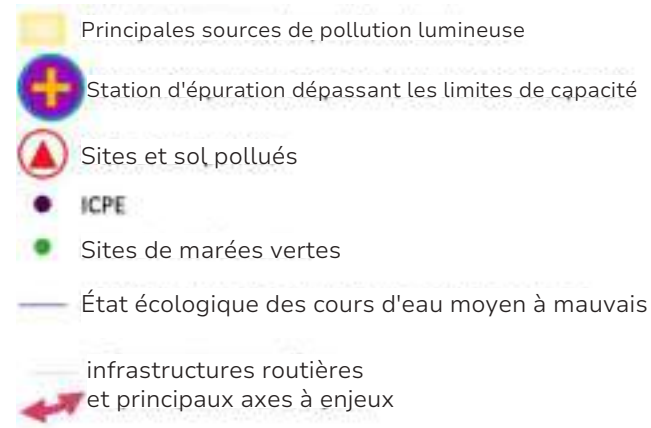 Principales sources de pollution lumineuse
Station d'épuration dépassant les limites de capacité
Sites et sol pollués
ICPE
Sites de marées vertes
État écologique des cours d'eau moyen à mauvais
infrastructures routières
et principaux axes à enjeux